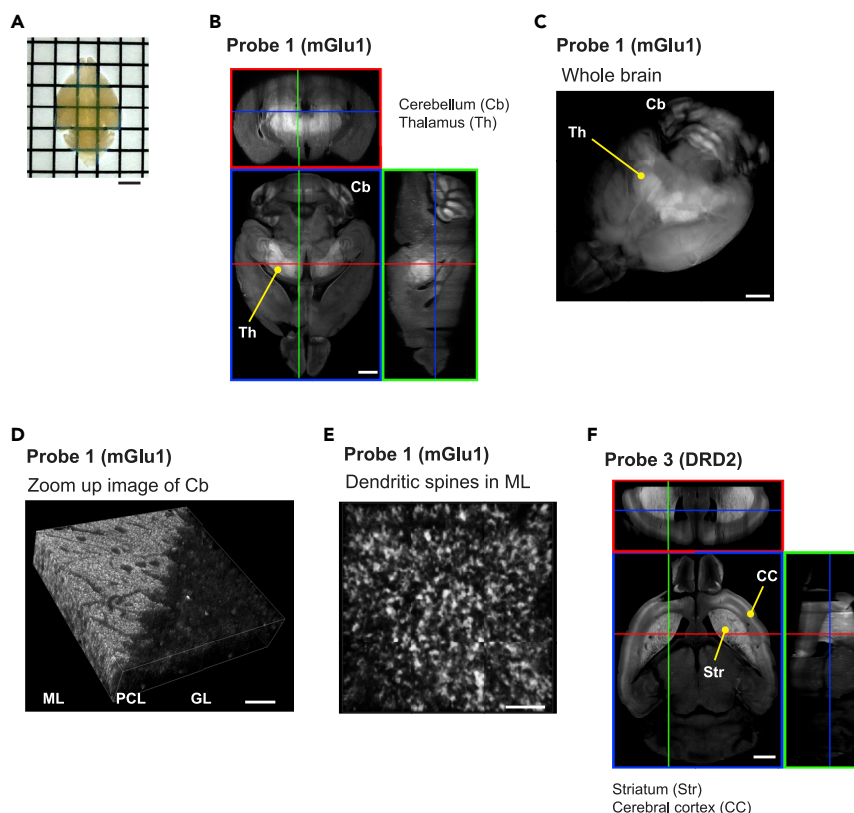 A
B
Probe 1 (mGlu1)
Cerebellum (Cb)
Thalamus (Th)
Cb
Th
C
Probe 1 (mGlu1)
Whole brain
Cb
Th
D
Probe 1 (mGlu1)
Zoom up image of Cb
ML
PCL
GL
E
Probe 1 (mGlu1)
Dendritic spines in ML
F
Probe 3 (DRD2)
CC
Str
Striatum (Str)
Cerebral cortex (CC)